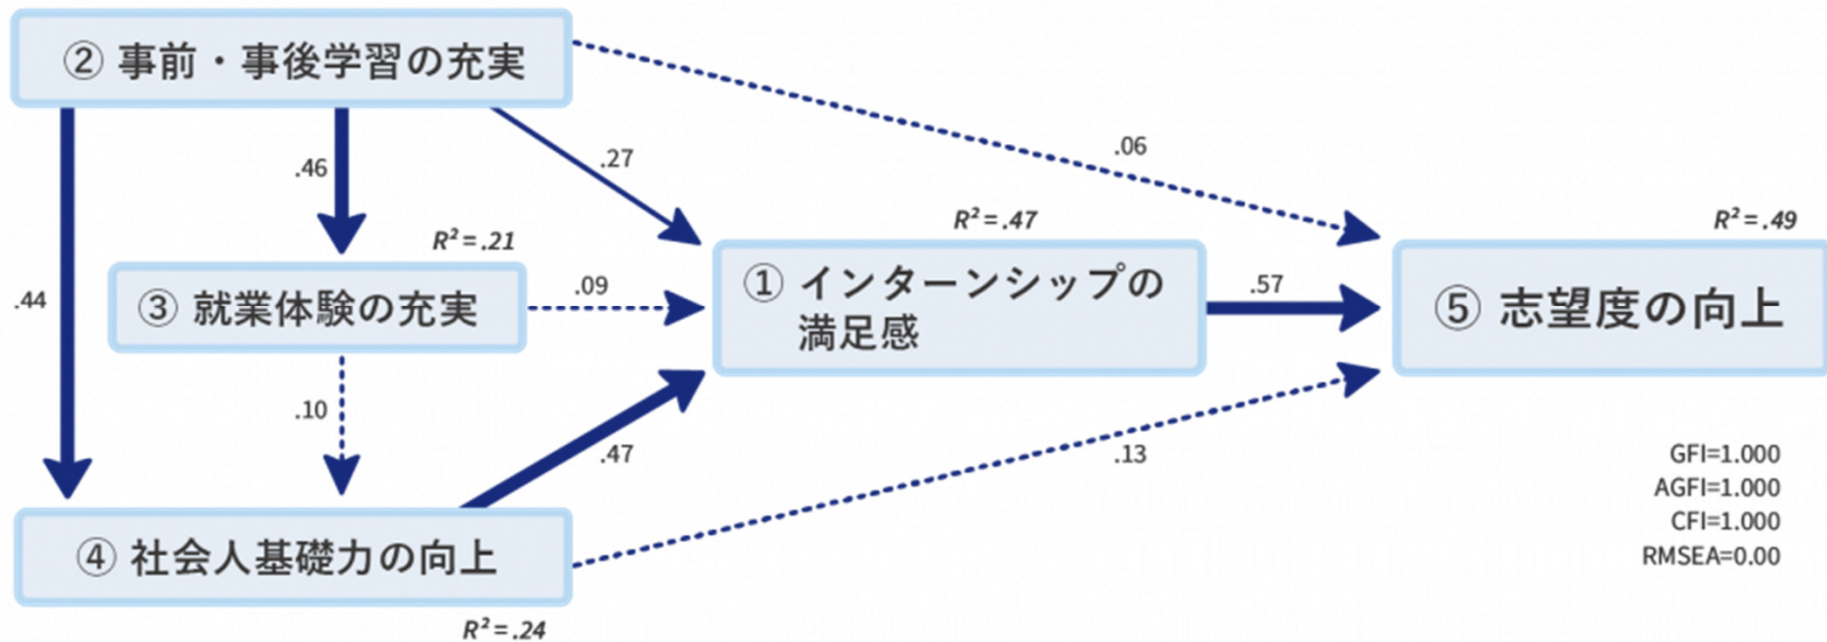 ② 事前・事後学習の充実
.06
.46
.27
R²=.47
R²=.49
R²=.21
.44
③ 就業体験の充実
.09
① インターンシップの
満足感
.57
⑤ 志望度の向上
.10
.47
.13
GFI=1.000
AGFI=1.000
CFI=1.000
RMSEA=0.00
④ 社会人基礎力の向上
R²=.24